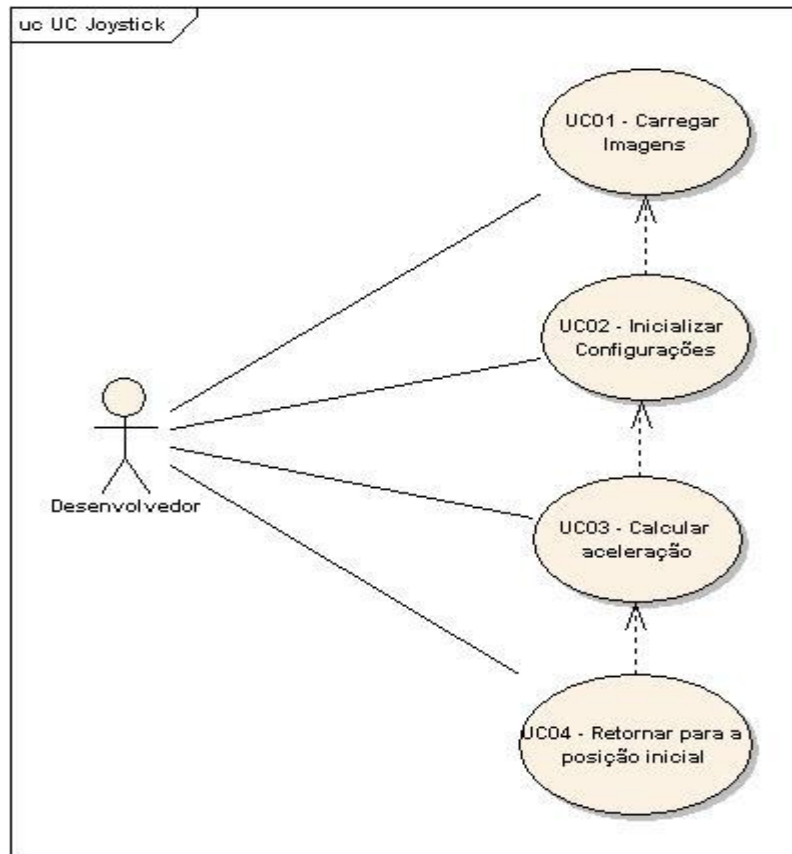 uc UC Joystick
UC01 - Carregar
Imagens
UC02 - Inicializar
Configurações
Desenvolvedor
UC03 - Calcular
aceleração
UC04 - Retornar para a
posição inicial